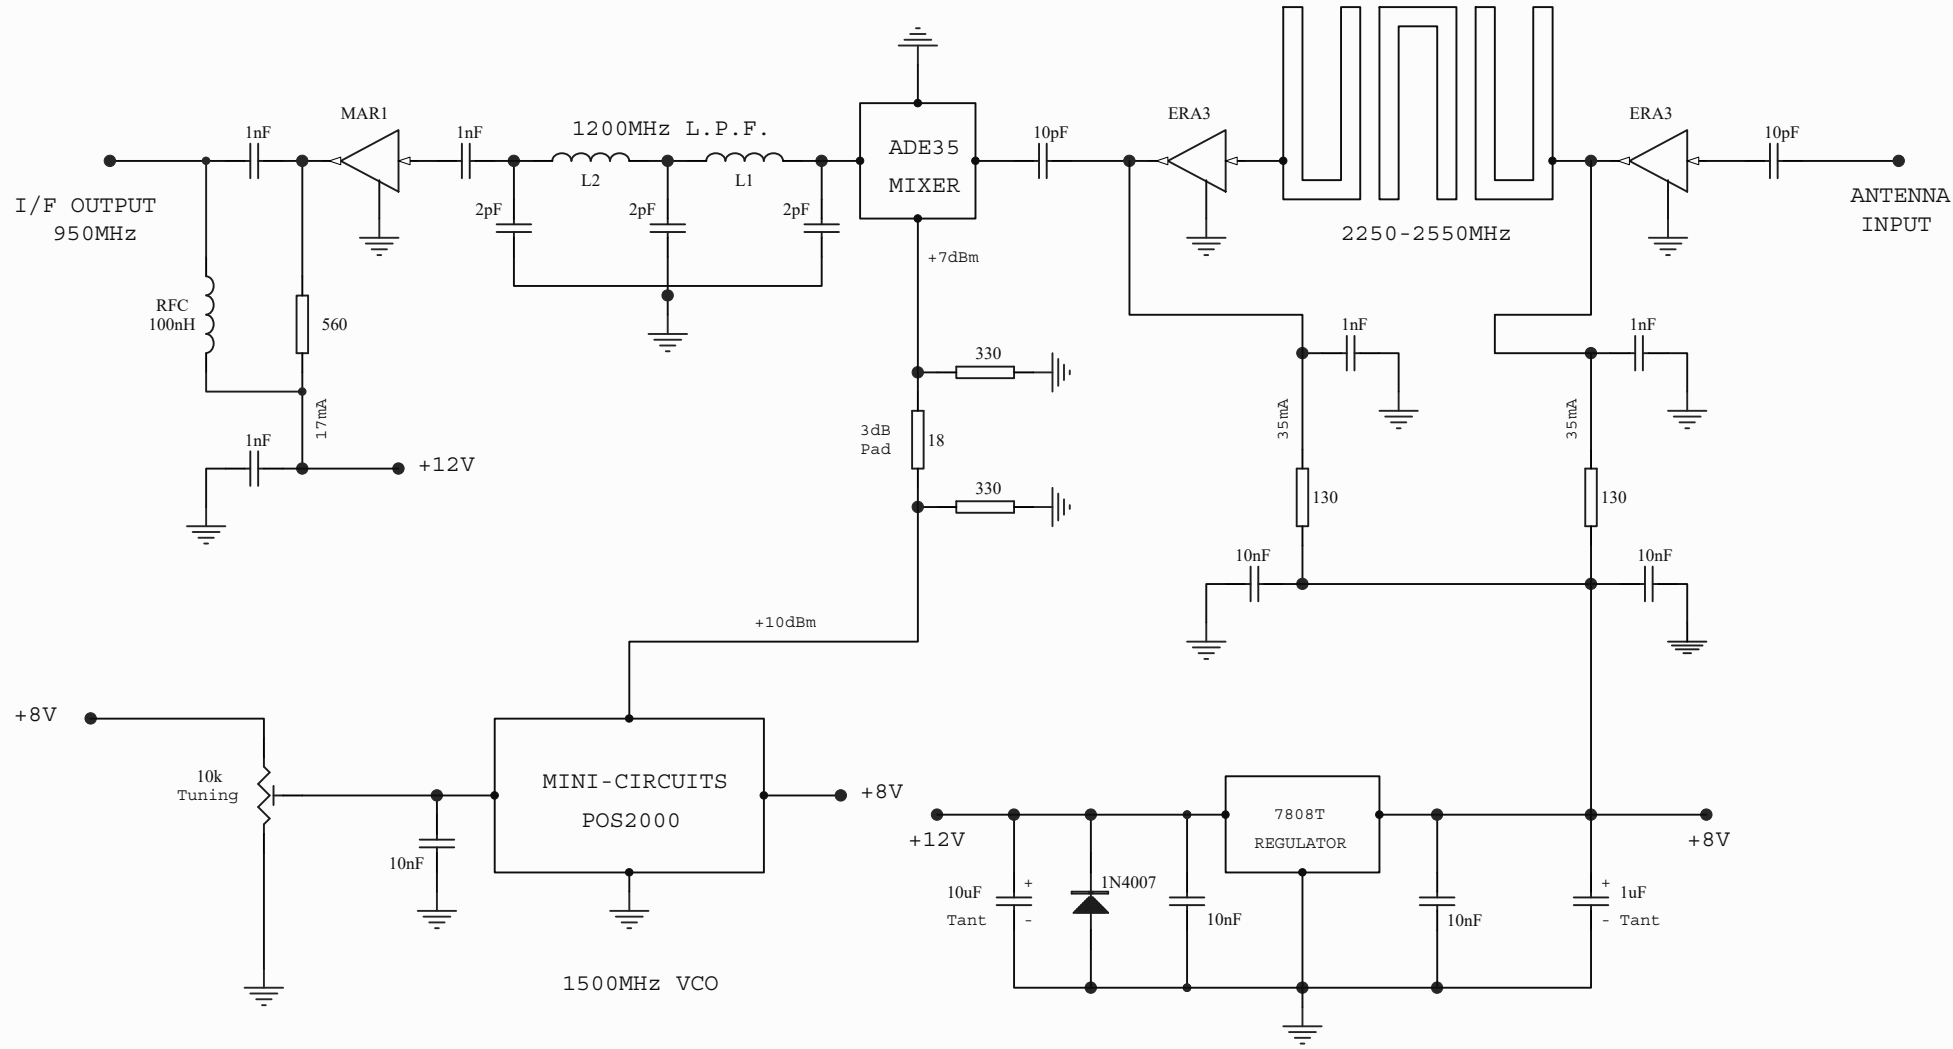 MAR1
ERA3
ERA3
1nF
1nF
1200MHz L.P.F.
10pF
10pF
ADE35
MIXER
L2
L1
I/F OUTPUT
950MHz
2pF
2pF
2pF
2250-2550MHz
ANTENNA
INPUT
+7dBm
RFC
100nH
560
1nF
1nF
330
17mA
35mA
35mA
3dB
Pad
18
1nF
+12V
330
130
130
10nF
10nF
+10dBm
+8V
10k
Tuning
MINI-CIRCUITS
POS2000
+8V
10nF
1500MHz VCO
+12V
7808T
REGULATOR
+8V
10uF
Tant
+
-
1N4007
10nF
10nF
+
1uF
- Tant